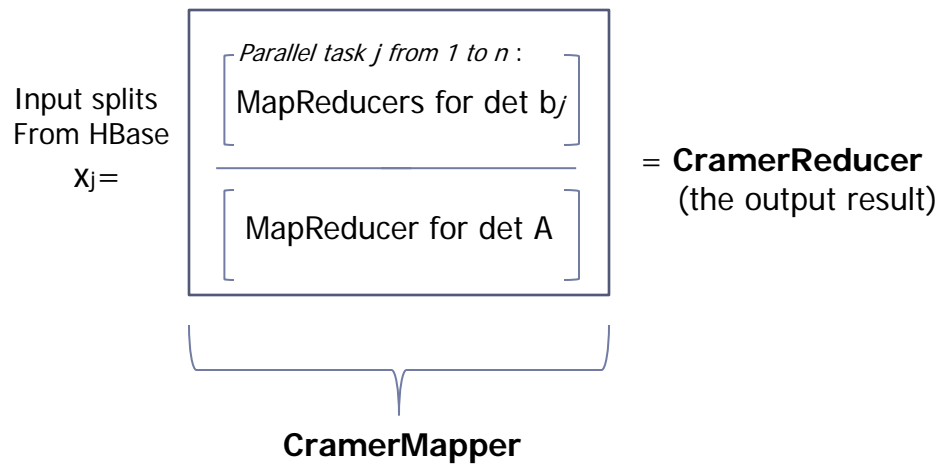 Parallel task j from 1 to n :
Input splits
From HBase
xj=
MapReducers for det bj
MapReducer for det A
= CramerReducer
(the output result)
CramerMapper